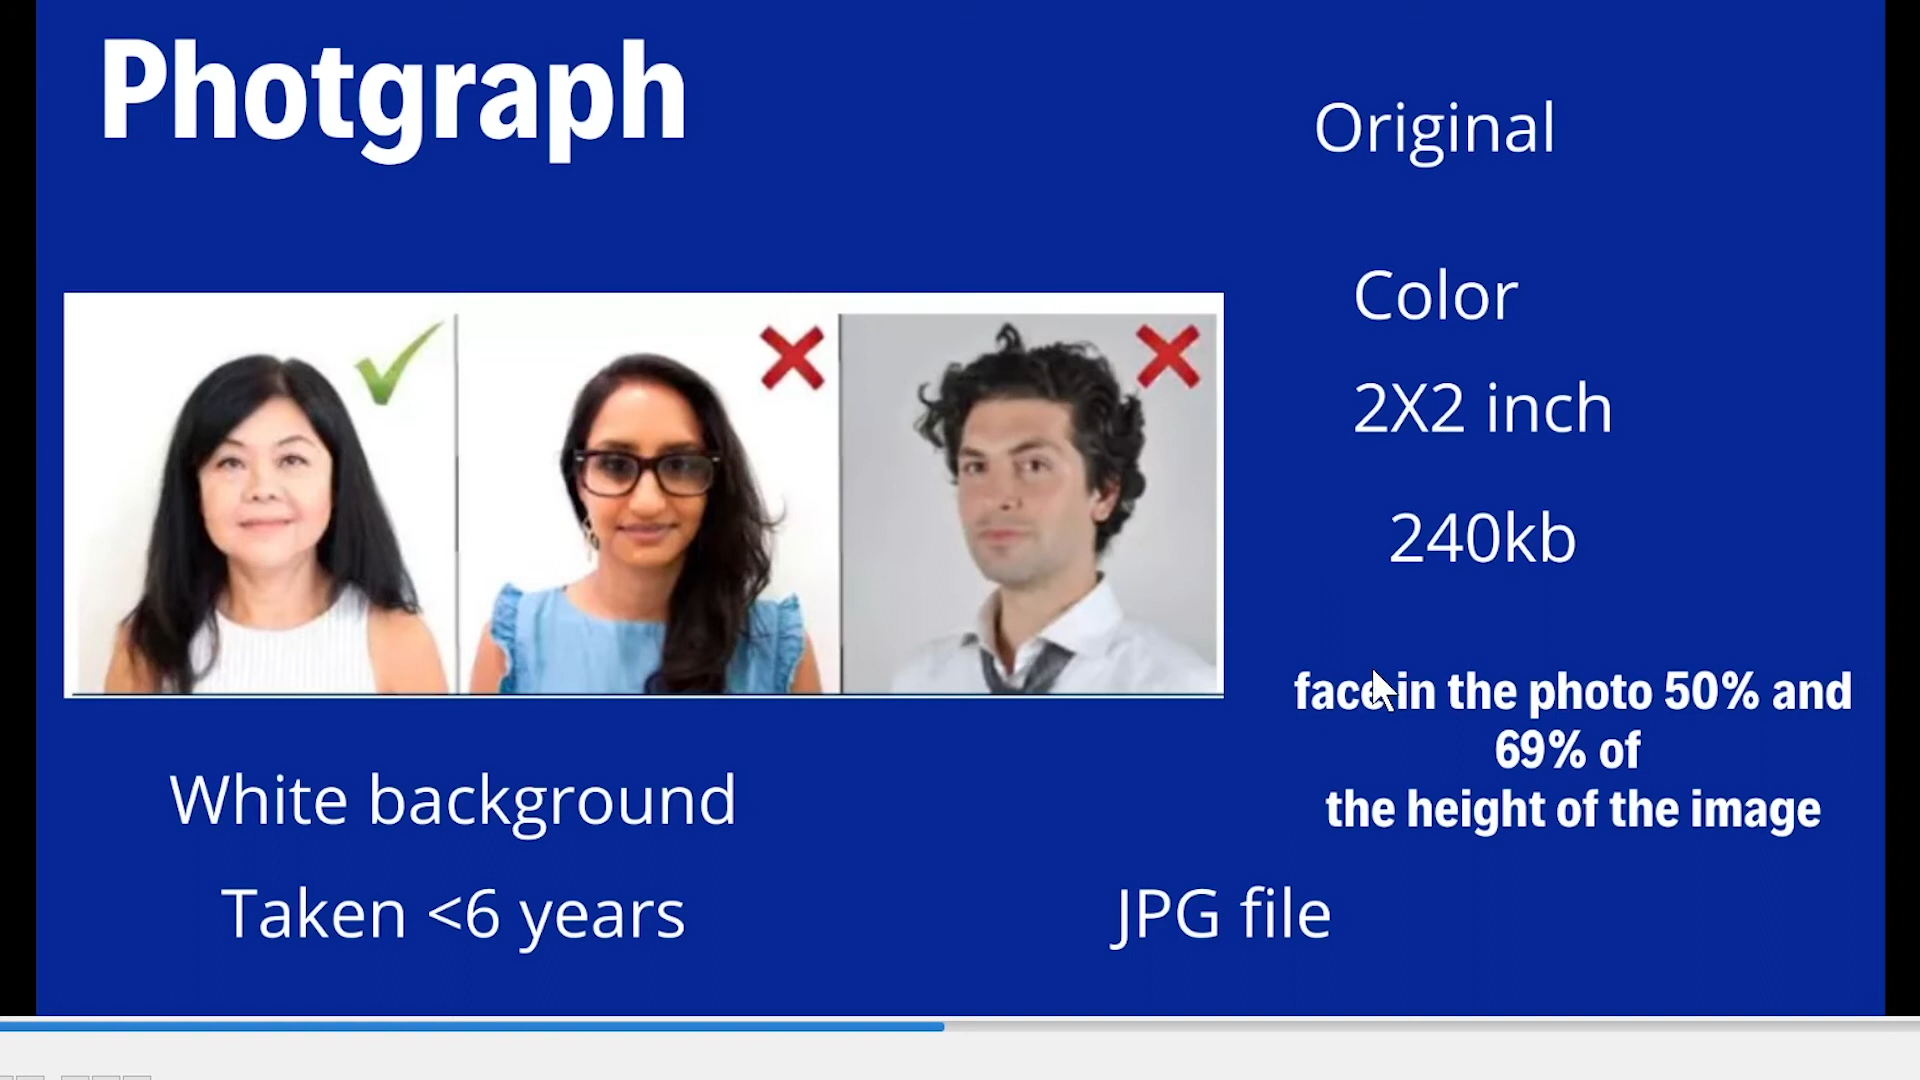 Photgraph
Original
Color
2X2 inch
240kb
face in the photo 50% and
69% of
the height of the image
White background
Taken <6 years
JPG file